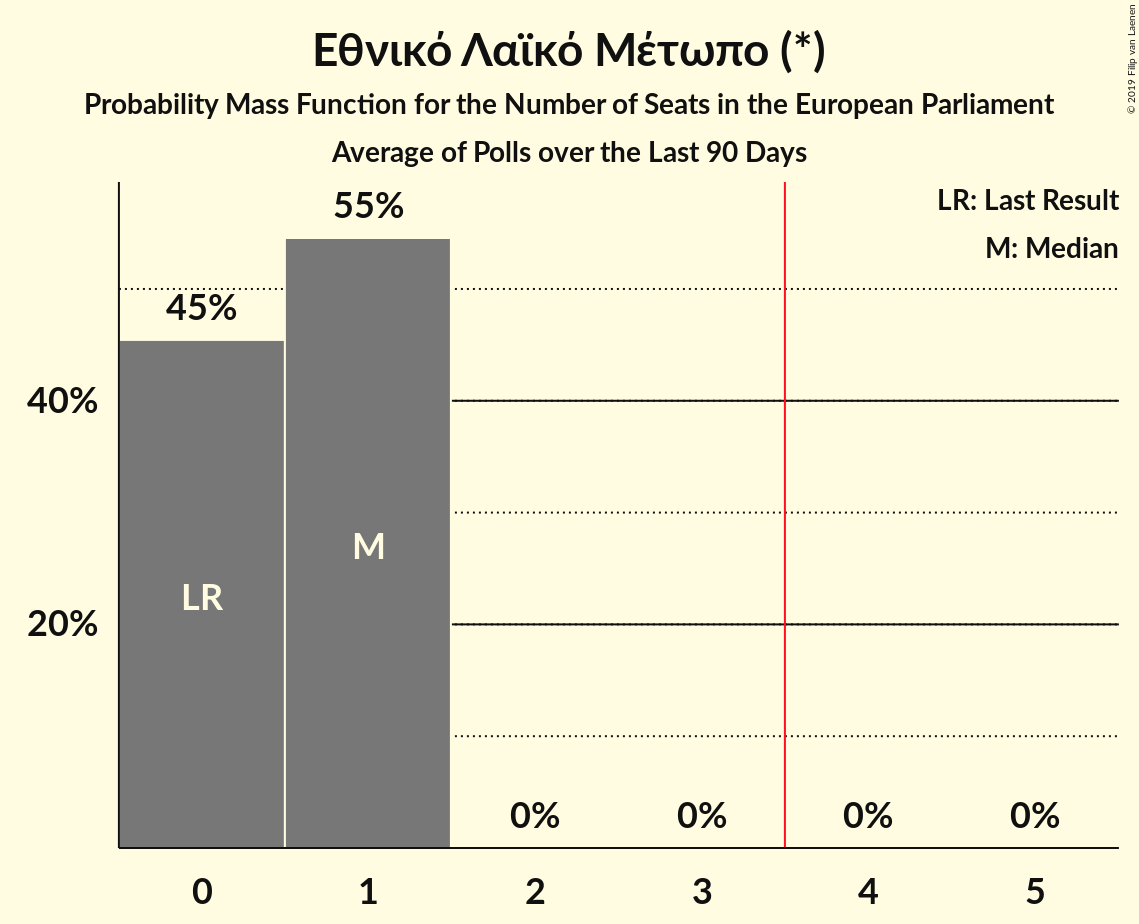 © 2019 Filip van Laenen
Εθνικό Λαϊκό Μέτωπο (*)
Probability Mass Function for the Number of Seats in the European Parliament
Average of Polls over the Last 90 Days
LR: Last Result
M: Median
55%
45%
40%
20%
LR
M
0%
0%
0%
0%
0
1
2
3
4
5